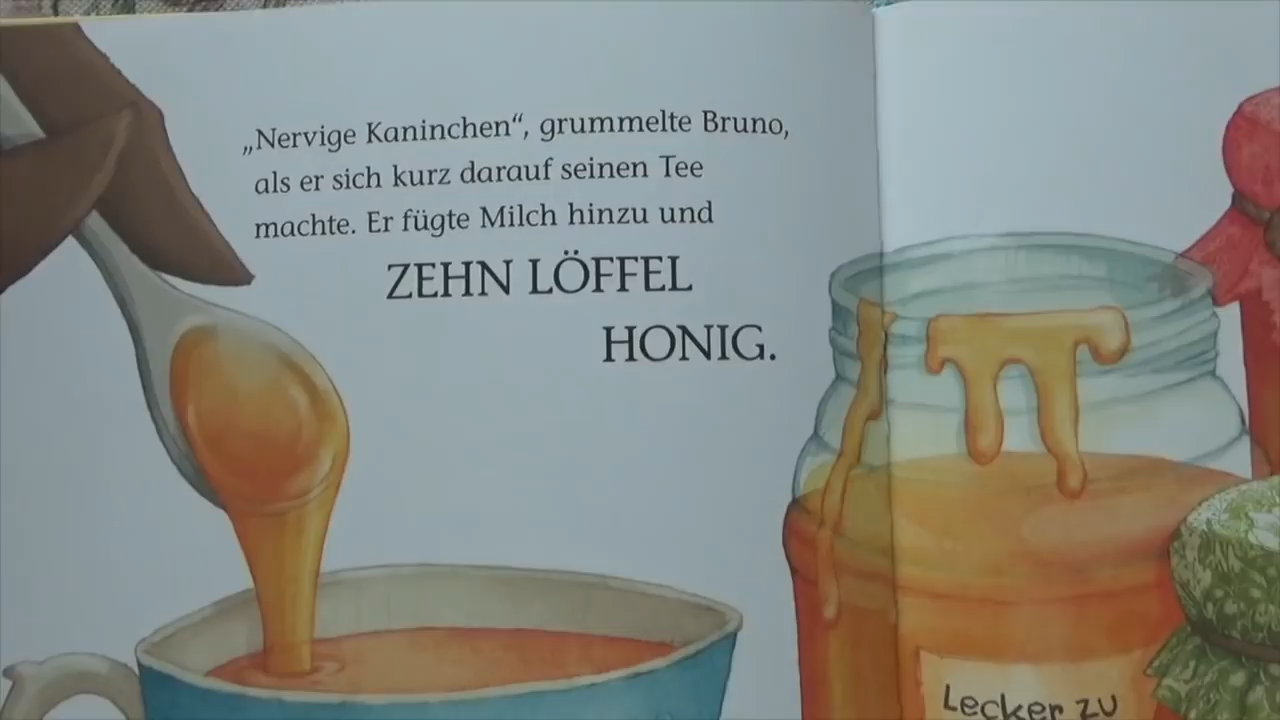 „Nervige Kaninchen“, grummelte Bruno,
als er sich kurz darauf seinen Tee
machte. Er fügte Milch hinzu und
ZEHN LÖFFEL
HONIG.
Lecker zu